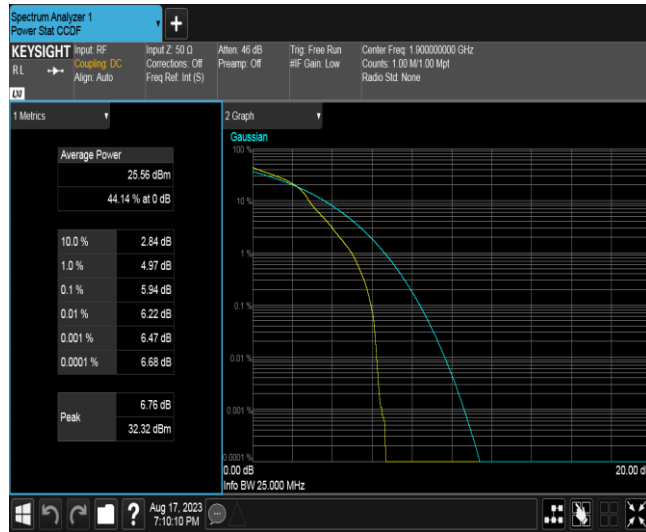 Spectrum Analyzer 1
Power Stat CCDF
+
KEYSIGHT
RL
LXI
Input: RF
Coupling: DC
Align: Auto
Input Z: 50 Ω
Corrections: Off
Freq Ref: Int (S)
Atten: 46 dB
Preamp: Off
Trig: Free Run
#IF Gain: Low
Center Freq: 1.900000000 GHz
Counts: 1.00 M/1.00 Mpt
Radio Std: None
1 Metrics
Average Power
25.56 dBm
44.14 % at 0 dB
10.0 % 2.84 dB
1.0 % 4.97 dB
0.1 % 5.94 dB
0.01 % 6.22 dB
0.001 % 6.47 dB
0.0001 % 6.68 dB
Peak
6.76 dB
32.32 dBm
2 Graph
Gaussian
100 %
10 %
1 %
0.1 %
0.01 %
0.001 %
0.0001 %
0.00 dB
20.00 d
Info BW 25.000 MHz
?
Aug 17, 2023
7:10:10 PM